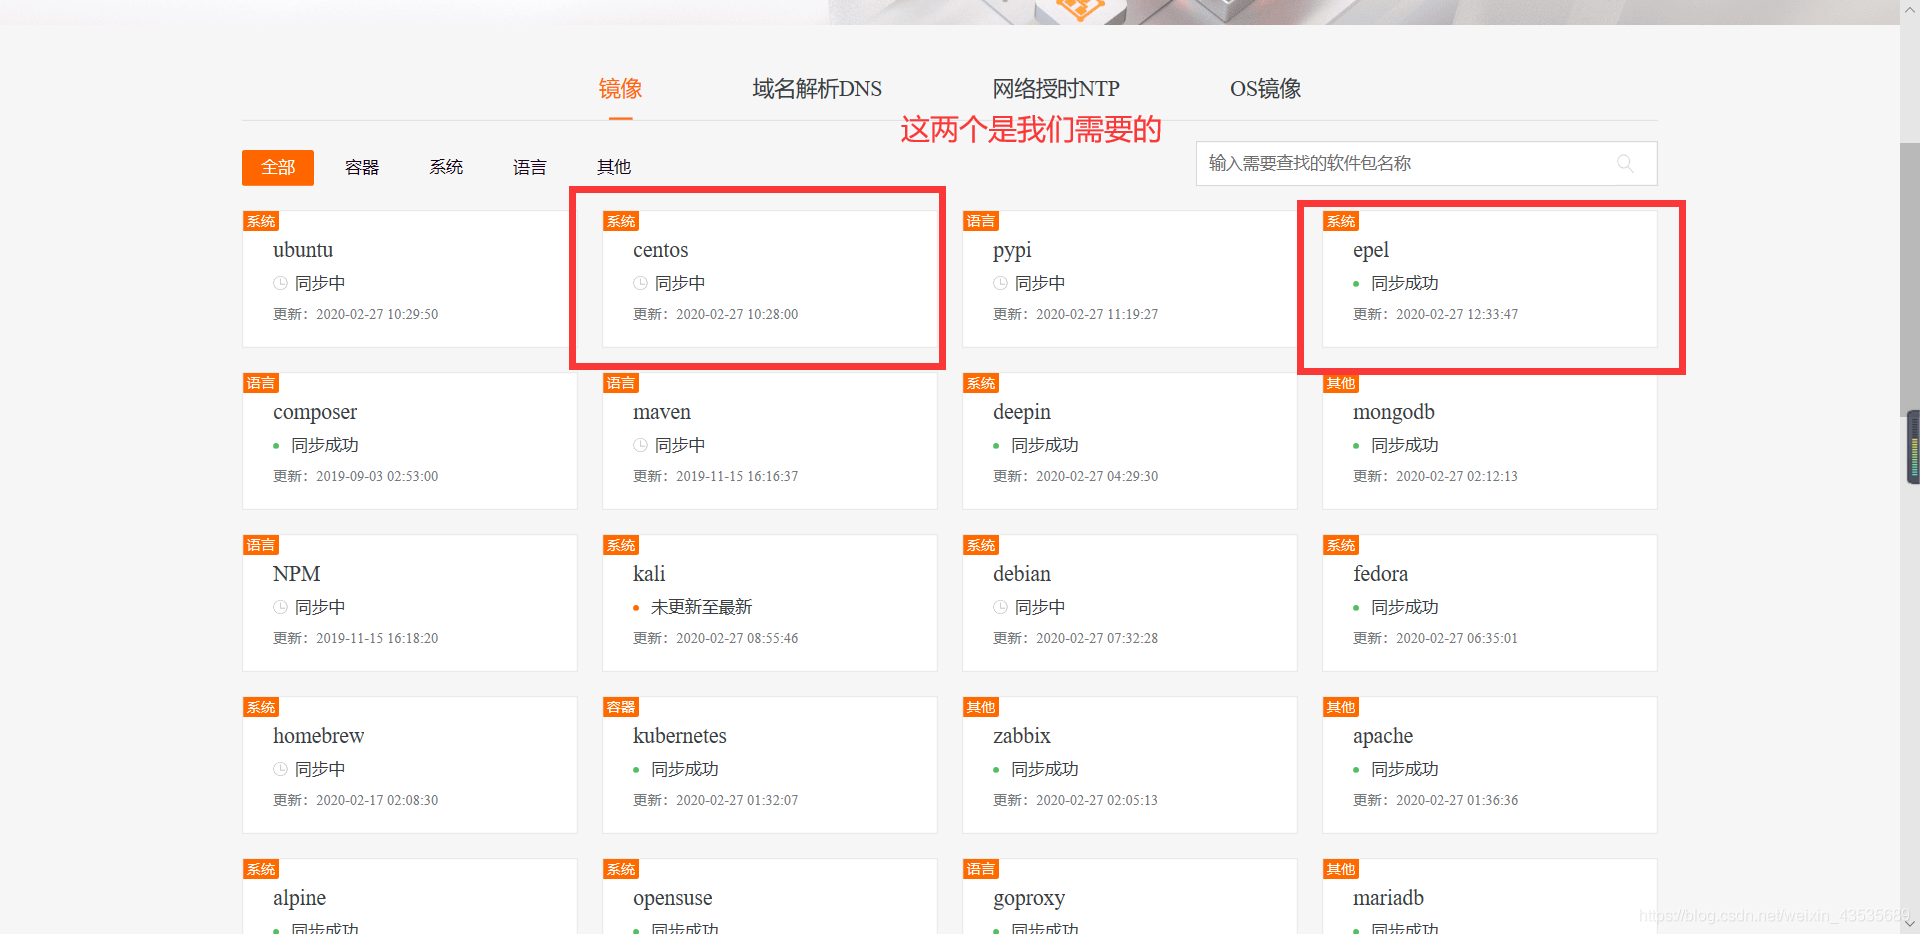 镜像 域名解析DNS 网络授时NTP OS镜像
这两个是我们需要的
全部 容器 系统 语言 其他 输入需要查找的软件包名称
系统 系统 语言 系统
ubuntu centos pypi epel
同步中 同步中 同步中 同步成功
更新：2020-02-27 10:29:50 更新：2020-02-27 10:28:00 更新：2020-02-27 11:19:27 更新：2020-02-27 12:33:47
语言 语言 系统 其他
composer maven deepin mongodb
同步成功 同步中 同步成功 同步成功
更新：2019-09-03 02:53:00 更新：2019-11-15 16:16:37 更新：2020-02-27 04:29:30 更新：2020-02-27 02:12:13
语言 系统 系统 系统
NPM kali debian fedora
同步中 未更新至最新 同步中 同步成功
更新：2019-11-15 16:18:20 更新：2020-02-27 08:55:46 更新：2020-02-27 07:32:28 更新：2020-02-27 06:35:01
系统 容器 其他 其他
homebrew kubernetes zabbix apache
同步中 同步成功 同步成功 同步成功
更新：2020-02-17 02:08:30 更新：2020-02-27 01:32:07 更新：2020-02-27 02:05:13 更新：2020-02-27 01:36:36
系统 系统 语言 其他
alpine opensuse goproxy mariadb
同步成功 同步成功 同步成功 同步成功
https://blog.csdn.net/weixin_43535689